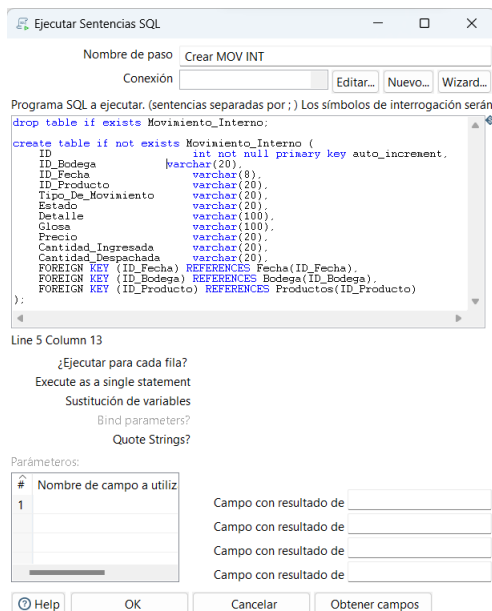 Ejecutar Sentencias SQL
Nombre de paso Crear MOV INT
Conexión Editar... Nuevo... Wizard...
Programa SQL a ejecutar. (sentencias separadas por ; ) Los símbolos de interrogación serán
drop table if exists Movimiento_Interno;
create table if not exists Movimiento_Interno (
ID int not null primary key auto_increment,
ID_Bodega varchar(20),
ID_Fecha varchar(8),
ID_Producto varchar(20),
Tipo_De_Movimiento varchar(20),
Estado varchar(20),
Detalle varchar(100),
Glosa varchar(100),
Precio varchar(20),
Cantidad_Ingresada varchar(20),
Cantidad_Despachada varchar(20),
FOREIGN KEY (ID_Fecha) REFERENCES Fecha(ID_Fecha),
FOREIGN KEY (ID_Bodega) REFERENCES Bodega(ID_Bodega),
FOREIGN KEY (ID_Producto) REFERENCES Productos(ID_Producto)
);
Line 5 Column 13
¿Ejecutar para cada fila?
Execute as a single statement
Sustitución de variables
Bind parameters?
Quote Strings?
Parámeteros:
# Nombre de campo a utiliz
1
Campo con resultado de
Campo con resultado de
Campo con resultado de
Campo con resultado de
Help OK Cancelar Obtener campos